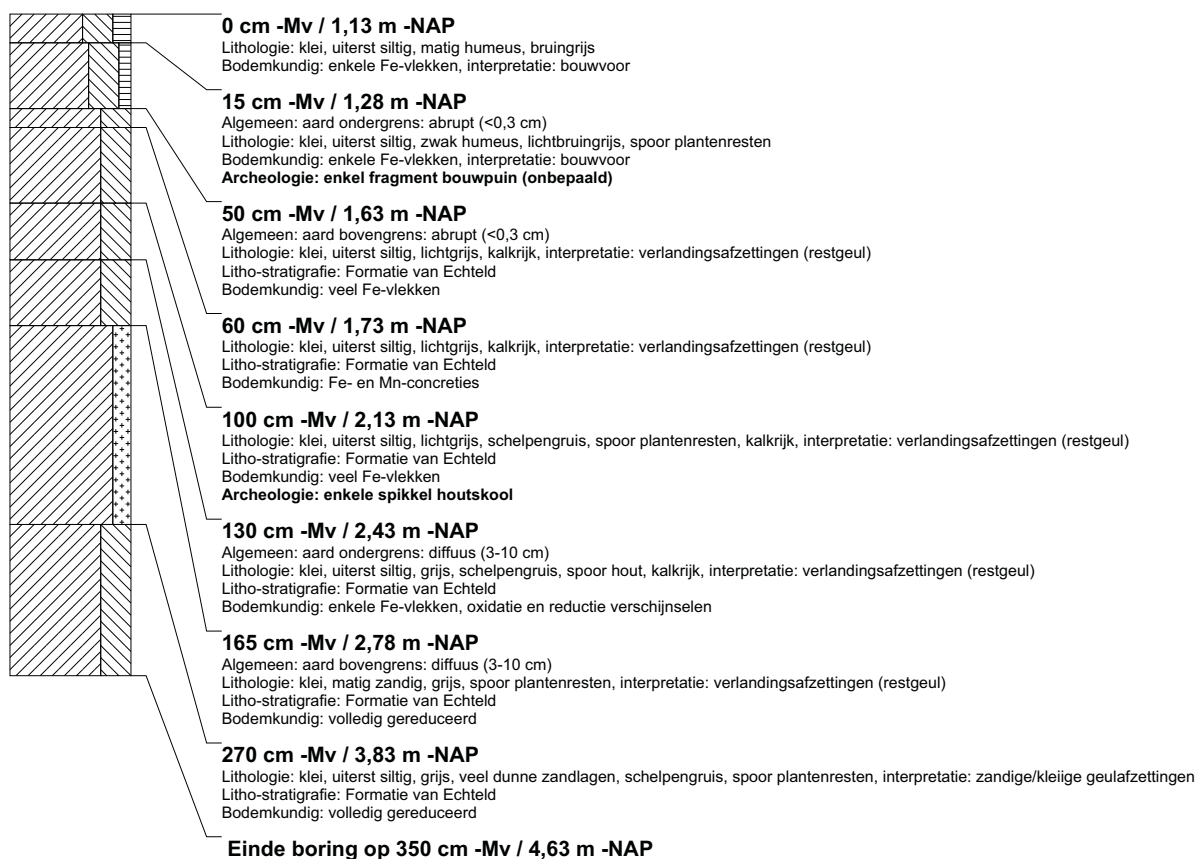 0 cm -Mv / 1,13 m -NAP
Lithologie: klei, uiterst siltig, matig humeus, bruingrijs
Bodemkundig: enkele Fe-vlekken, interpretatie: bouwvoor
15 cm -Mv / 1,28 m -NAP
Algemeen: aard ondergrens: abrupt (<0,3 cm)
Lithologie: klei, uiterst siltig, zwak humeus, lichtbruingrijs, spoor plantenresten
Bodemkundig: enkele Fe-vlekken, interpretatie: bouwvoor
Archeologie: enkel fragment bouwpuin (onbepaald)
50 cm -Mv / 1,63 m -NAP
Algemeen: aard bovengrens: abrupt (<0,3 cm)
Lithologie: klei, uiterst siltig, lichtgrijs, kalkrijk, interpretatie: verlandingsafzettingen (restgeul)
Litho-stratigrafie: Formatie van Echteld
Bodemkundig: veel Fe-vlekken
60 cm -Mv / 1,73 m -NAP
Lithologie: klei, uiterst siltig, lichtgrijs, kalkrijk, interpretatie: verlandingsafzettingen (restgeul)
Litho-stratigrafie: Formatie van Echteld
Bodemkundig: Fe- en Mn-concreties
100 cm -Mv / 2,13 m -NAP
Lithologie: klei, uiterst siltig, lichtgrijs, schelpengruis, spoor plantenresten, kalkrijk, interpretatie: verlandingsafzettingen (restgeul)
Litho-stratigrafie: Formatie van Echteld
Bodemkundig: veel Fe-vlekken
Archeologie: enkele spikkel houtskool
130 cm -Mv / 2,43 m -NAP
Algemeen: aard ondergrens: diffuus (3-10 cm)
Lithologie: klei, uiterst siltig, grijs, schelpengruis, spoor hout, kalkrijk, interpretatie: verlandingsafzettingen (restgeul)
Litho-stratigrafie: Formatie van Echteld
Bodemkundig: enkele Fe-vlekken, oxidatie en reductie verschijnselen
165 cm -Mv / 2,78 m -NAP
Algemeen: aard bovengrens: diffuus (3-10 cm)
Lithologie: klei, matig zandig, grijs, spoor plantenresten, interpretatie: verlandingsafzettingen (restgeul)
Litho-stratigrafie: Formatie van Echteld
Bodemkundig: volledig gereduceerd
270 cm -Mv / 3,83 m -NAP
Lithologie: klei, uiterst siltig, grijs, veel dunne zandlagen, schelpengruis, spoor plantenresten, interpretatie: zandige/kleiige geulafzettingen
Litho-stratigrafie: Formatie van Echteld
Bodemkundig: volledig gereduceerd
Einde boring op 350 cm -Mv / 4,63 m -NAP